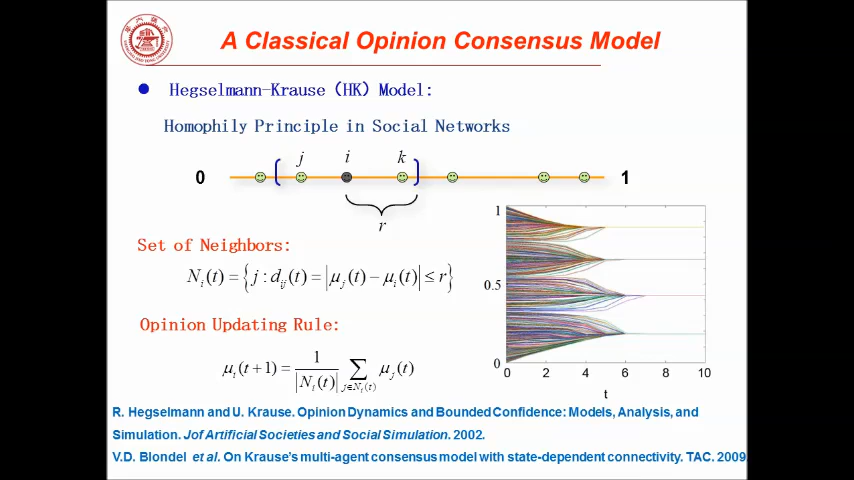 A Classical Opinion Consensus Model
Hegselmann-Krause (HK) Model:
Homophily Principle in Social Networks
0 j i k 1
r
Set of Neighbors:
N_i(t) = { j : d_ij(t) = |μ_j(t) − μ_i(t)| ≤ r }
Opinion Updating Rule:
μ_i(t+1) = 1/|N_i(t)| ∑_{j∈N_i(t)} μ_j(t)
1
0.5
0
0 2 4 6 8 10
t
R. Hegselmann and U. Krause. Opinion Dynamics and Bounded Confidence: Models, Analysis, and
Simulation. Jof Artificial Societies and Social Simulation. 2002.
V.D. Blondel et al. On Krause's multi-agent consensus model with state-dependent connectivity. TAC. 2009